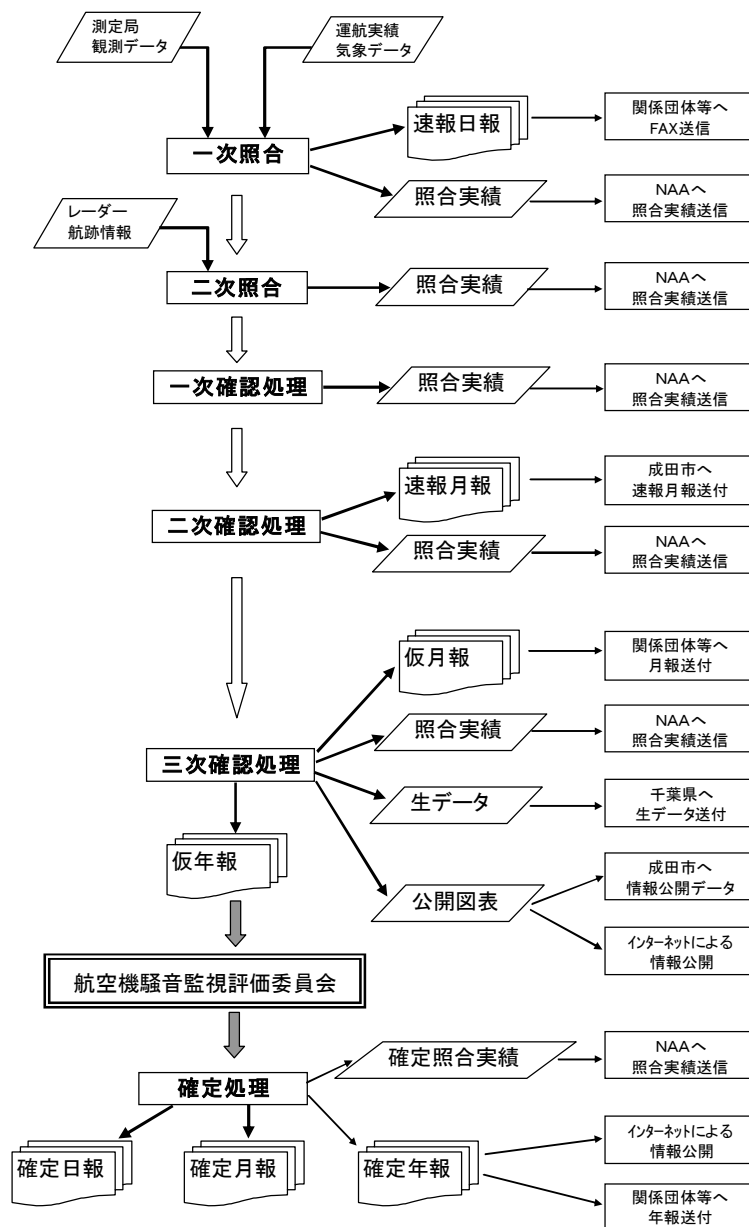 測定局
観測データ
運航実績
気象データ
一次照合
速報日報
関係団体等へ
FAX送信
照合実績
NAAへ
照合実績送信
レーダー
航跡情報
二次照合
照合実績
NAAへ
照合実績送信
一次確認処理
照合実績
NAAへ
照合実績送信
二次確認処理
速報月報
成田市へ
速報月報送付
照合実績
NAAへ
照合実績送信
三次確認処理
仮月報
関係団体等へ
月報送付
照合実績
NAAへ
照合実績送信
生データ
千葉県へ
生データ送付
仮年報
公開図表
成田市へ
情報公開データ
インターネットによる
情報公開
航空機騒音監視評価委員会
確定処理
確定照合実績
NAAへ
照合実績送信
確定日報
確定月報
確定年報
インターネットによる
情報公開
関係団体等へ
年報送付